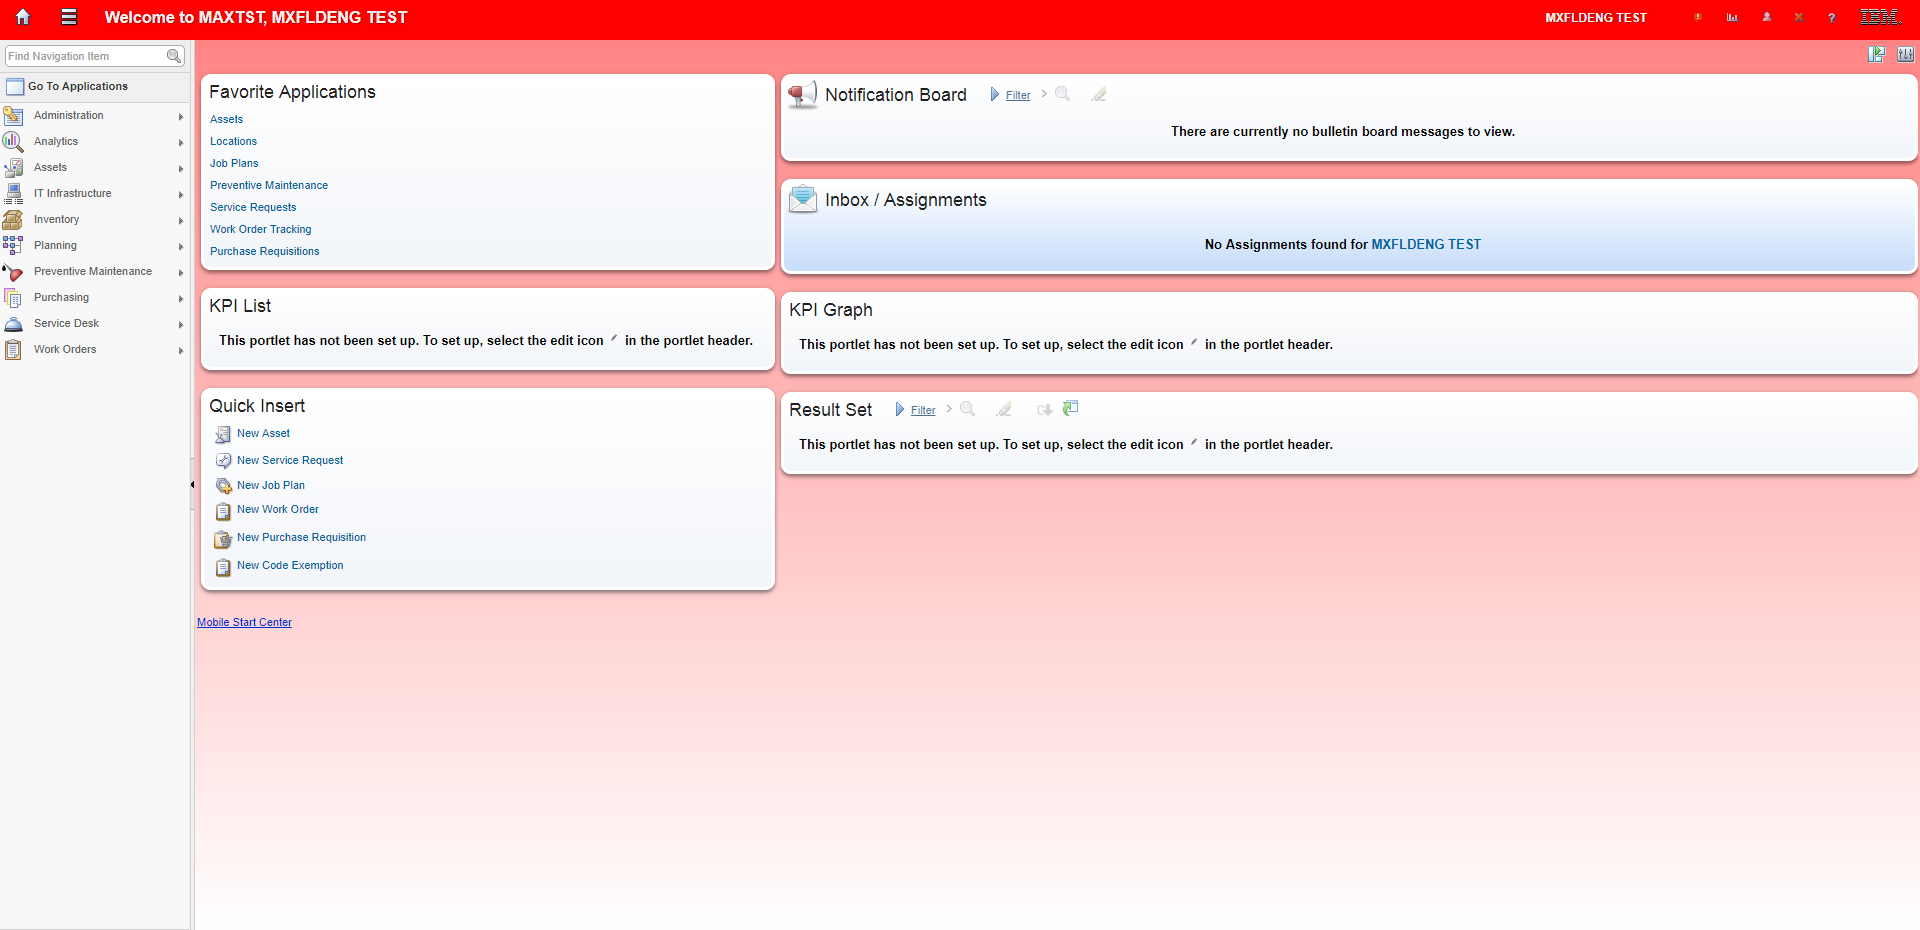 Welcome to MAXTST, MXFLDENG TEST
MXFLDENG TEST
?
IBM.
Find Navigation Item
Go To Applications
Administration
Analytics
Assets
IT Infrastructure
Inventory
Planning
Preventive Maintenance
Purchasing
Service Desk
Work Orders
Favorite Applications
Assets
Locations
Job Plans
Preventive Maintenance
Service Requests
Work Order Tracking
Purchase Requisitions
KPI List
This portlet has not been set up. To set up, select the edit icon in the portlet header.
Quick Insert
New Asset
New Service Request
New Job Plan
New Work Order
New Purchase Requisition
New Code Exemption
Mobile Start Center
Notification Board Filter
There are currently no bulletin board messages to view.
Inbox / Assignments
No Assignments found for MXFLDENG TEST
KPI Graph
This portlet has not been set up. To set up, select the edit icon in the portlet header.
Result Set Filter
This portlet has not been set up. To set up, select the edit icon in the portlet header.